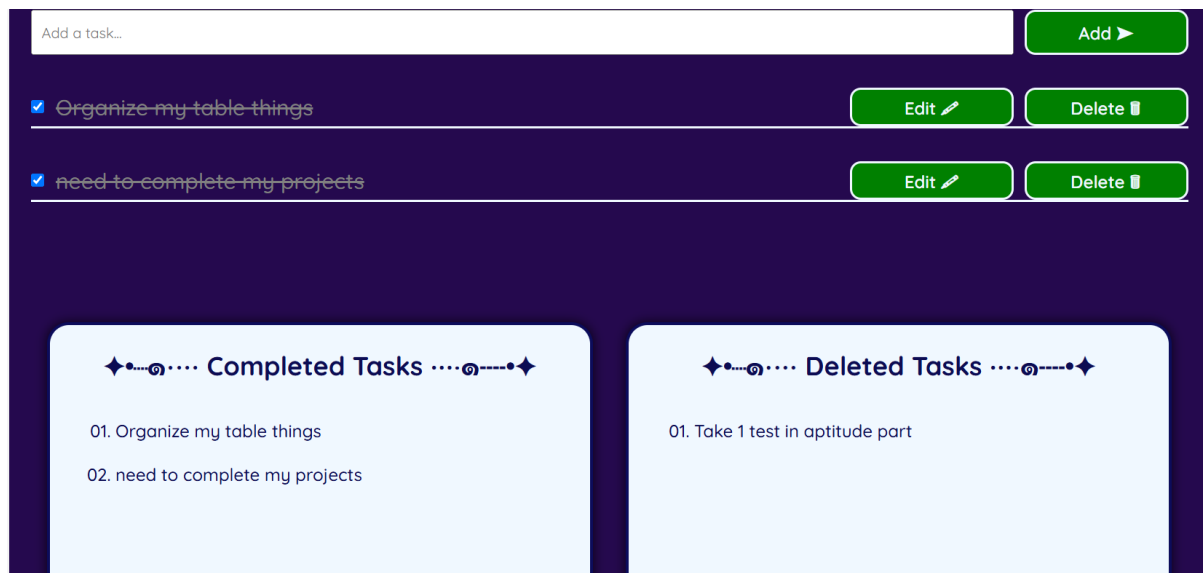 Add a task...
Add ➤
Organize my table things
Edit
Delete
need to complete my projects
Edit
Delete
✦•┈๑⋅⋅⋅⋅ Completed Tasks ⋅⋅⋅⋅๑┈•✦
01. Organize my table things
02. need to complete my projects
✦•┈๑⋅⋅⋅⋅ Deleted Tasks ⋅⋅⋅⋅๑┈•✦
01. Take 1 test in aptitude part